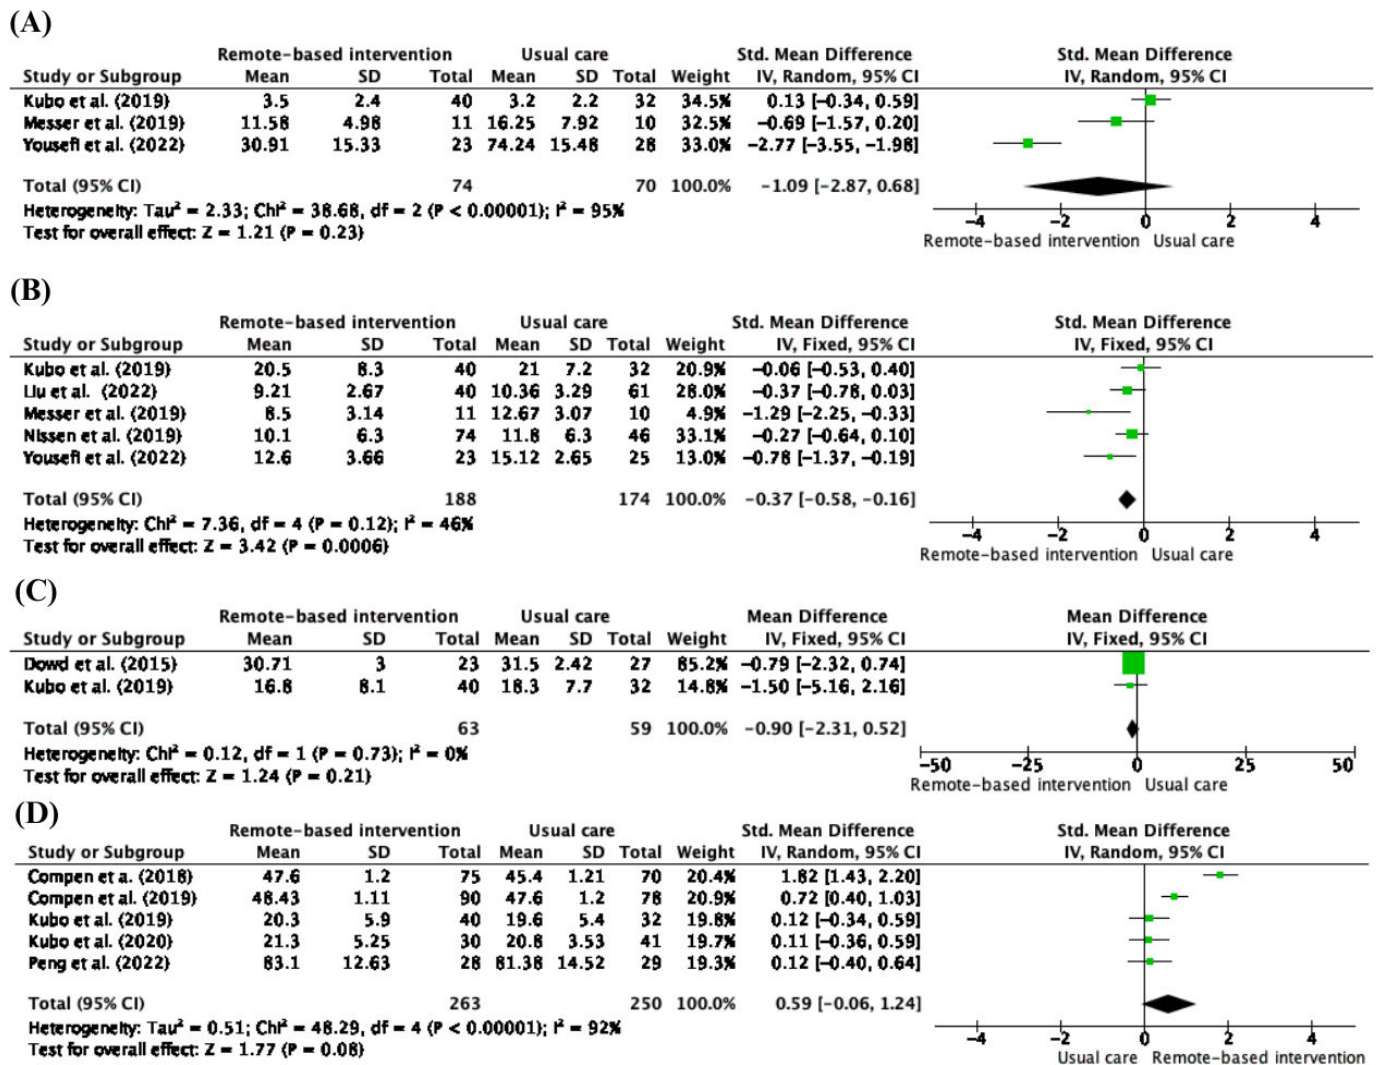 (A)
Remote-based intervention Usual care Std. Mean Difference Std. Mean Difference
Study or Subgroup Mean SD Total Mean SD Total Weight IV, Random, 95% CI IV, Random, 95% CI
Kubo et al. (2019) 3.5 2.4 40 3.2 2.2 32 34.5% 0.13 [-0.34, 0.59]
Messer et al. (2019) 11.58 4.98 11 16.25 7.92 10 32.5% -0.69 [-1.57, 0.20]
Yousefi et al. (2022) 30.91 15.33 23 74.24 15.48 28 33.0% -2.77 [-3.55, -1.98]
Total (95% CI) 74 70 100.0% -1.09 [-2.87, 0.68]
Heterogeneity: Tau² = 2.33; Chi² = 38.68, df = 2 (P < 0.00001); I² = 95%
Test for overall effect: Z = 1.21 (P = 0.23)
-4 -2 0 2 4
Remote-based intervention Usual care
(B)
Remote-based intervention Usual care Std. Mean Difference Std. Mean Difference
Study or Subgroup Mean SD Total Mean SD Total Weight IV, Fixed, 95% CI IV, Fixed, 95% CI
Kubo et al. (2019) 20.5 8.3 40 21 7.2 32 20.9% -0.06 [-0.53, 0.40]
Liu et al. (2022) 9.21 2.67 40 10.36 3.29 61 28.0% -0.37 [-0.78, 0.03]
Messer et al. (2019) 8.5 3.14 11 12.67 3.07 10 4.9% -1.29 [-2.25, -0.33]
Nissen et al. (2019) 10.1 6.3 74 11.8 6.3 46 33.1% -0.27 [-0.64, 0.10]
Yousefi et al. (2022) 12.6 3.66 23 15.12 2.65 25 13.0% -0.78 [-1.37, -0.19]
Total (95% CI) 188 174 100.0% -0.37 [-0.58, -0.16]
Heterogeneity: Chi² = 7.36, df = 4 (P = 0.12); I² = 46%
Test for overall effect: Z = 3.42 (P = 0.0006)
-4 -2 0 2 4
Remote-based intervention Usual care
(C)
Remote-based intervention Usual care Mean Difference Mean Difference
Study or Subgroup Mean SD Total Mean SD Total Weight IV, Fixed, 95% CI IV, Fixed, 95% CI
Dowd et al. (2015) 30.71 3 23 31.5 2.42 27 85.2% -0.79 [-2.32, 0.74]
Kubo et al. (2019) 16.8 8.1 40 18.3 7.7 32 14.8% -1.50 [-5.16, 2.16]
Total (95% CI) 63 59 100.0% -0.90 [-2.31, 0.52]
Heterogeneity: Chi² = 0.12, df = 1 (P = 0.73); I² = 0%
Test for overall effect: Z = 1.24 (P = 0.21)
-50 -25 0 25 50
Remote-based intervention Usual care
(D)
Remote-based intervention Usual care Std. Mean Difference Std. Mean Difference
Study or Subgroup Mean SD Total Mean SD Total Weight IV, Random, 95% CI IV, Random, 95% CI
Compen et a. (2018) 47.6 1.2 75 45.4 1.21 70 20.4% 1.82 [1.43, 2.20]
Compen et al. (2019) 48.43 1.11 90 47.6 1.2 78 20.9% 0.72 [0.40, 1.03]
Kubo et al. (2019) 20.3 5.9 40 19.6 5.4 32 19.8% 0.12 [-0.34, 0.59]
Kubo et al. (2020) 21.3 5.25 30 20.8 3.53 41 19.7% 0.11 [-0.36, 0.59]
Peng et al. (2022) 83.1 12.63 28 81.38 14.52 29 19.3% 0.12 [-0.40, 0.64]
Total (95% CI) 263 250 100.0% 0.59 [-0.06, 1.24]
Heterogeneity: Tau² = 0.51; Chi² = 48.29, df = 4 (P < 0.00001); I² = 92%
Test for overall effect: Z = 1.77 (P = 0.08)
-4 -2 0 2 4
Usual care Remote-based intervention